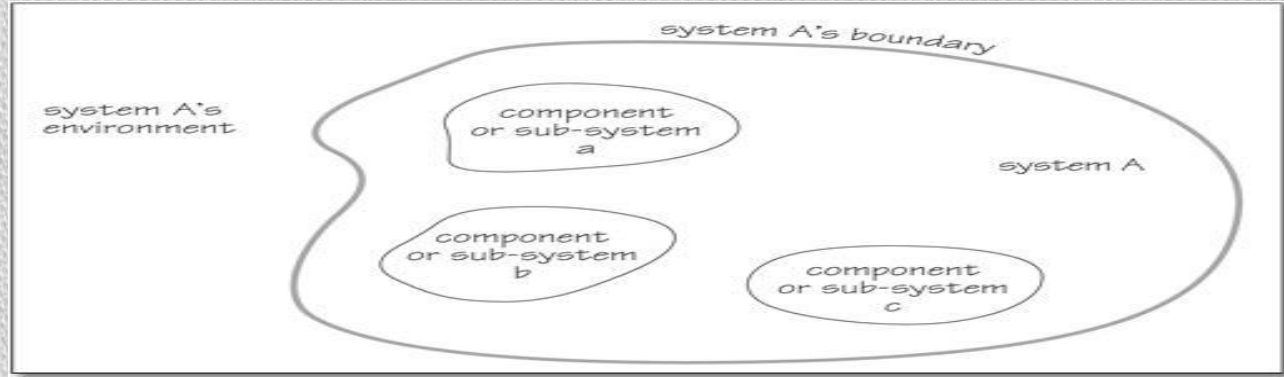 system A's boundary
system A's
environment
component
or sub-system
a
system A
component
or sub-system
b
component
or sub-system
c